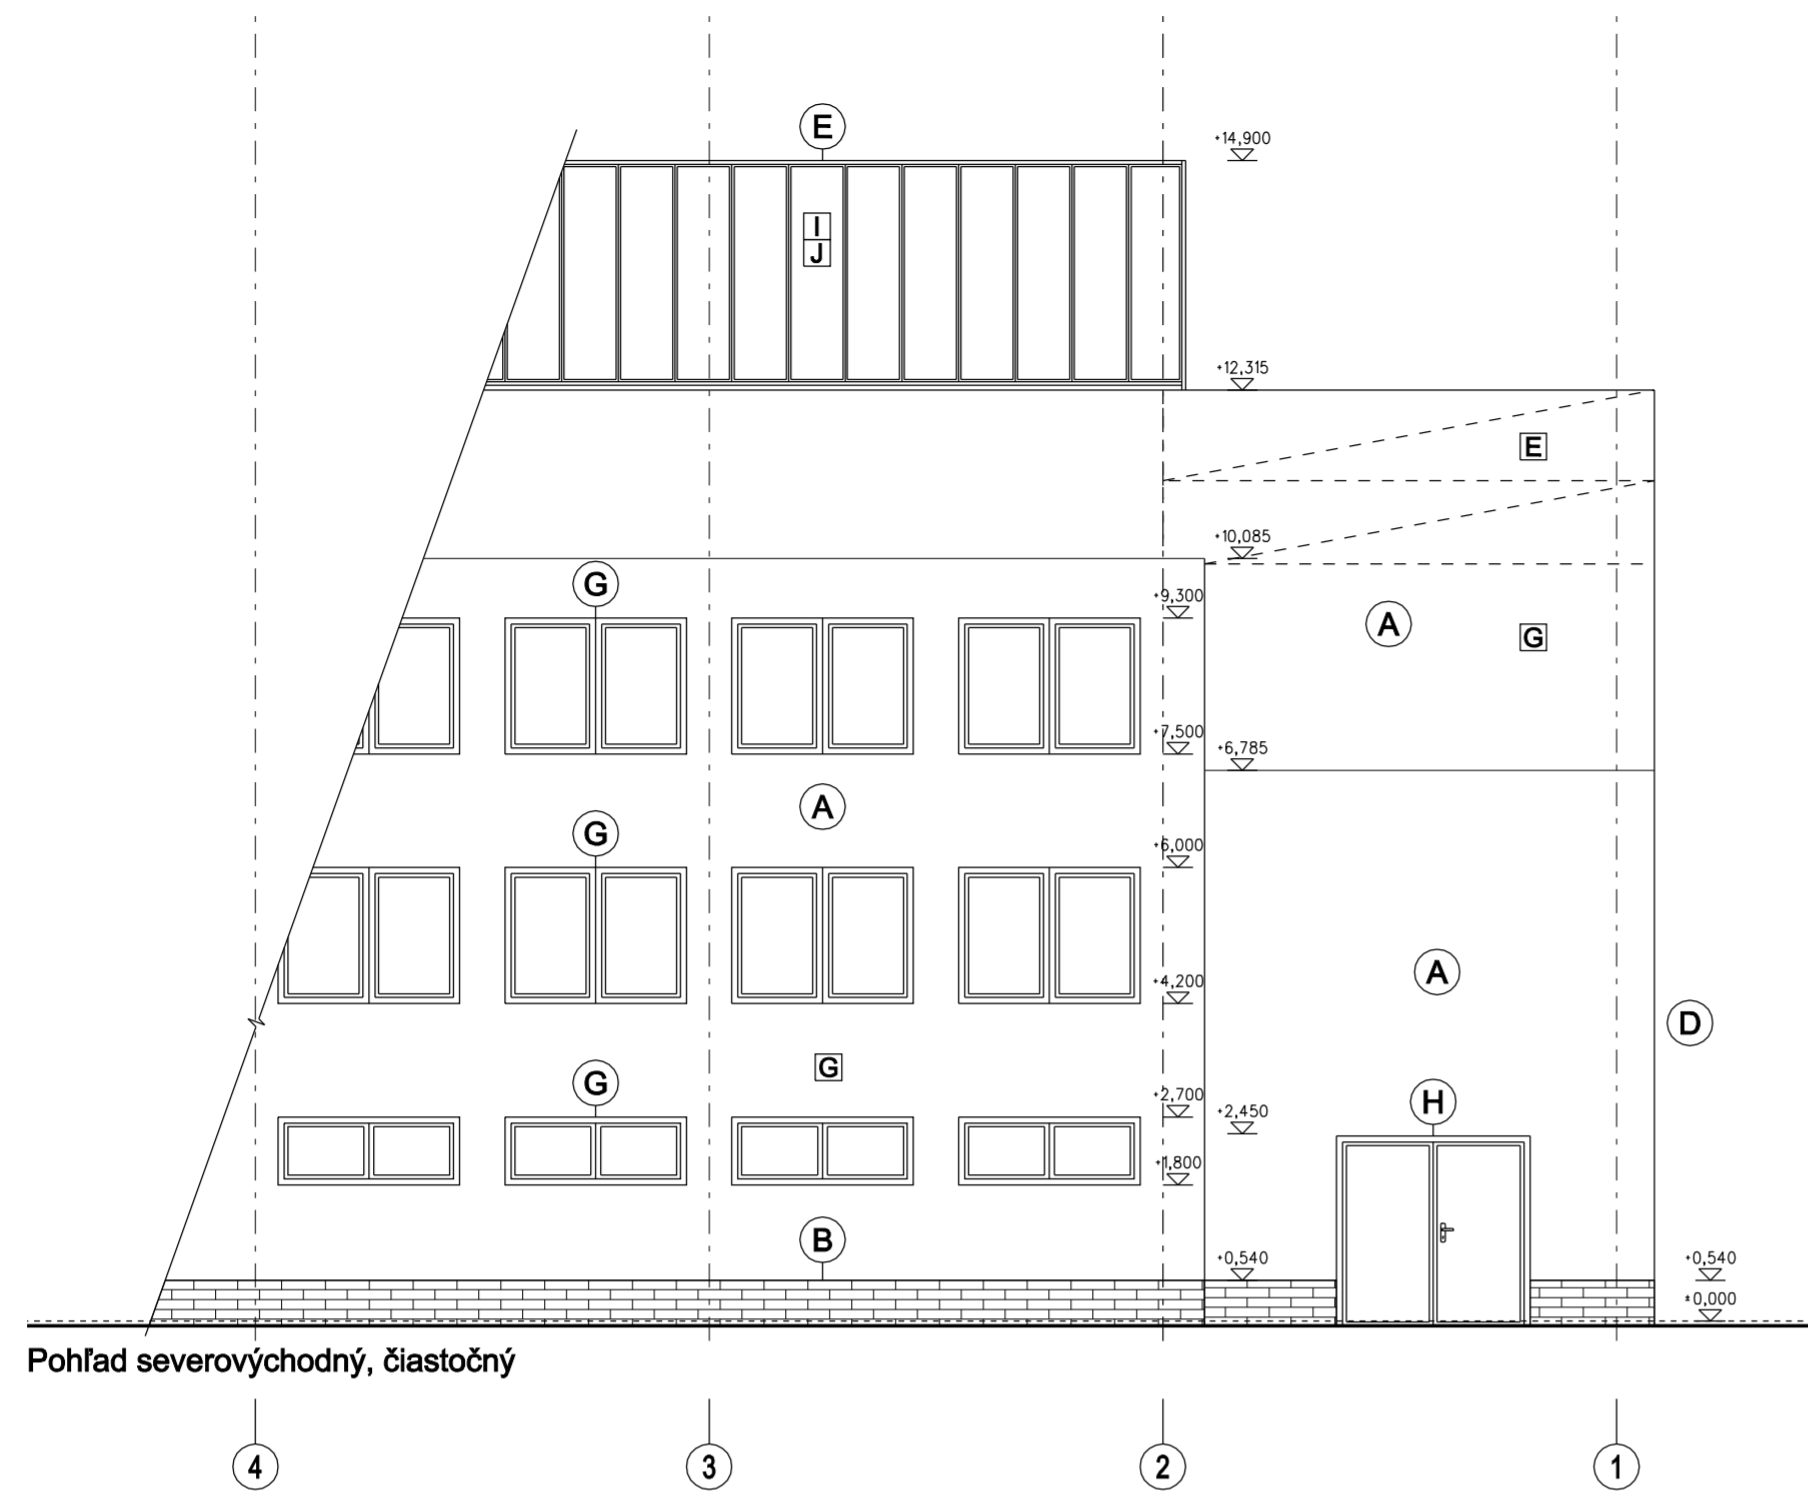 E
+14,900
I
J
+12,315
E
+10,085
G
+9,300
A
G
+7,500
+6,785
A
G
+6,000
A
+4,200
D
G
G
H
+2,700
+2,450
+1,800
B
+0,540
+0,540
±0,000
Pohľad severovýchodný, čiastočný
4
3
2
1